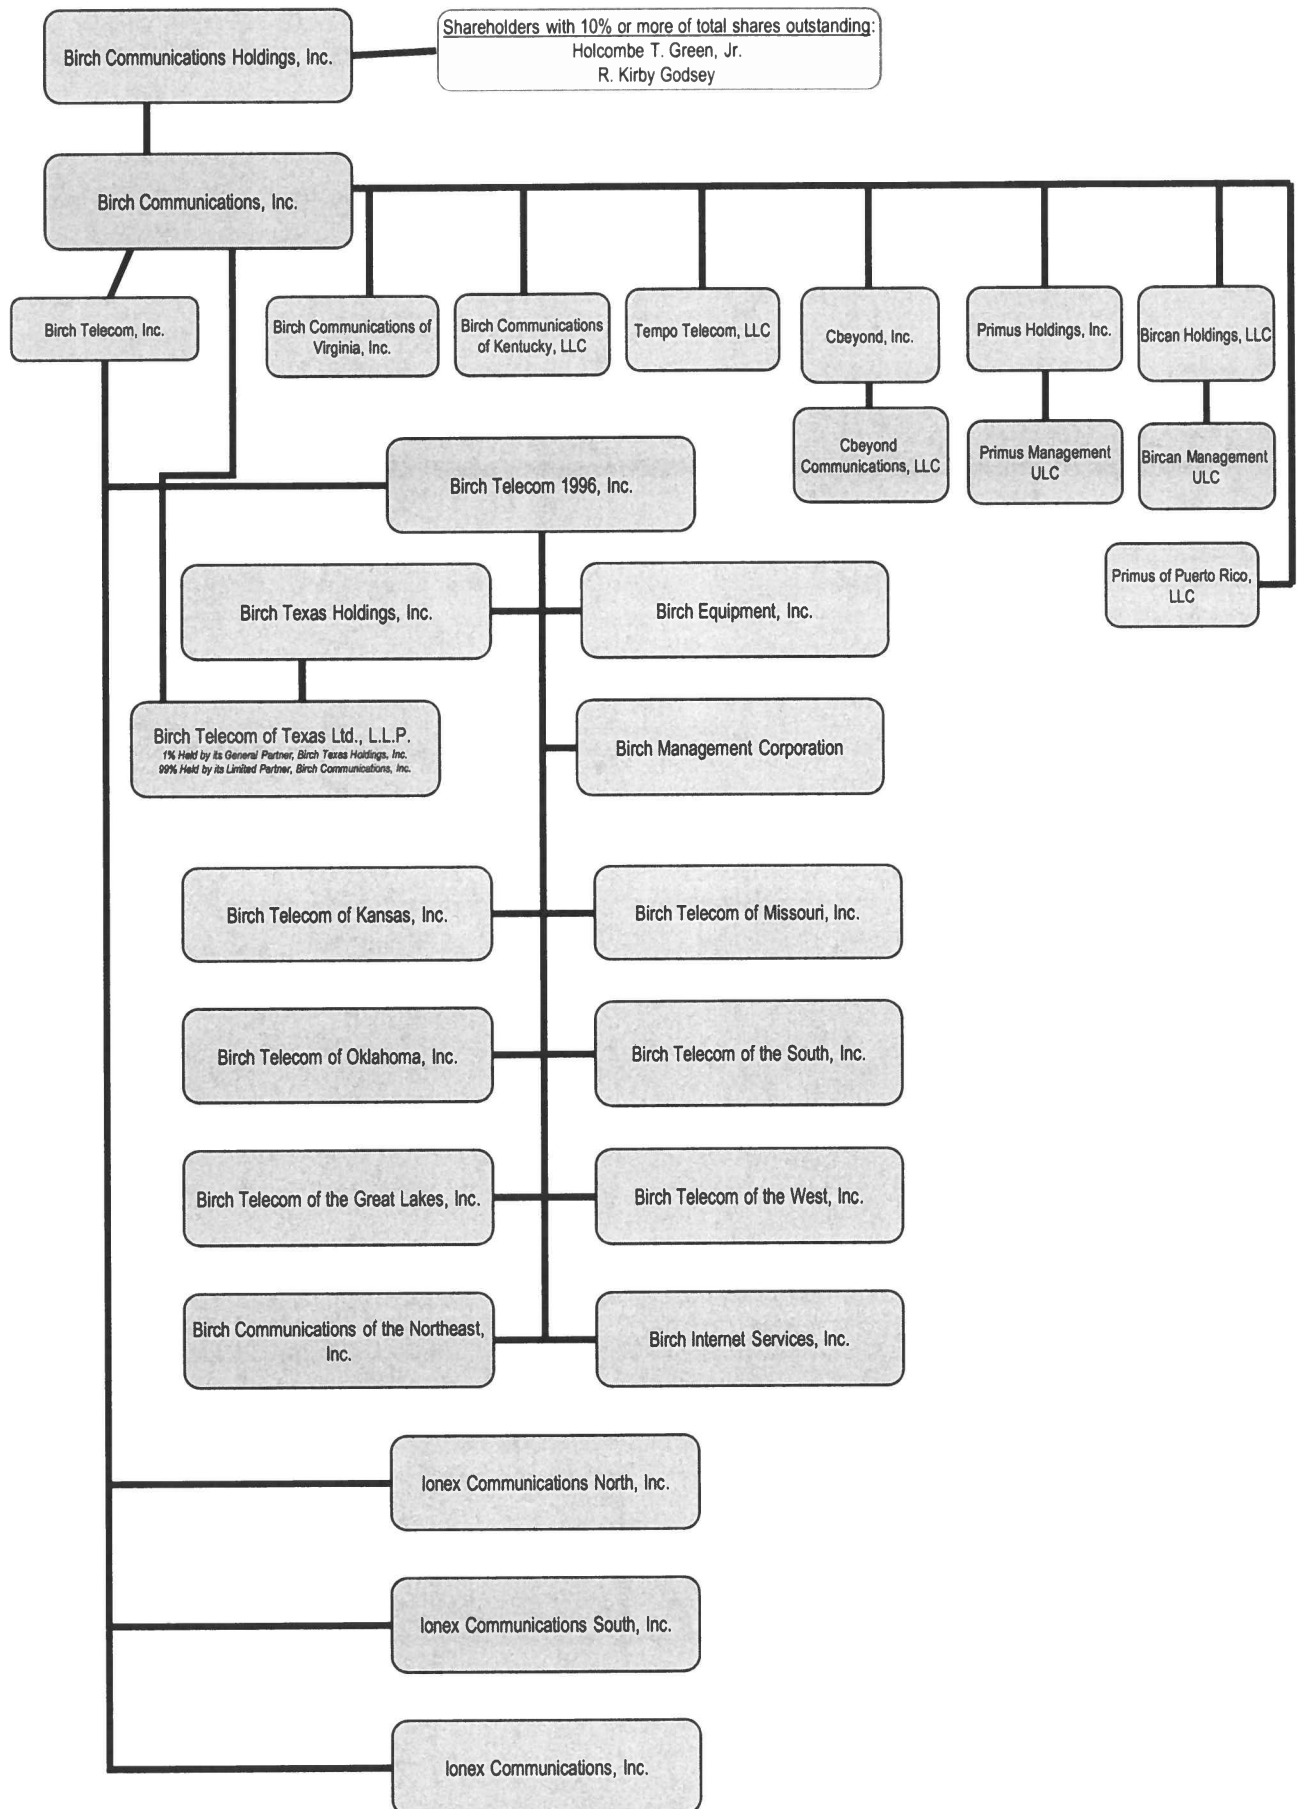 Birch Communications Holdings, Inc.
Shareholders with 10% or more of total shares outstanding:
Holcombe T. Green, Jr.
R. Kirby Godsey
Birch Communications, Inc.
Birch Telecom, Inc.
Birch Communications of
Virginia, Inc.
Birch Communications
of Kentucky, LLC
Tempo Telecom, LLC
Cbeyond, Inc.
Primus Holdings, Inc.
Bircan Holdings, LLC
Cbeyond
Communications, LLC
Primus Management
ULC
Bircan Management
ULC
Birch Telecom 1996, Inc.
Primus of Puerto Rico,
LLC
Birch Texas Holdings, Inc.
Birch Equipment, Inc.
Birch Telecom of Texas Ltd., L.L.P.
1% Held by its General Partner, Birch Texas Holdings, Inc.
99% Held by its Limited Partner, Birch Communications, Inc.
Birch Management Corporation
Birch Telecom of Kansas, Inc.
Birch Telecom of Missouri, Inc.
Birch Telecom of Oklahoma, Inc.
Birch Telecom of the South, Inc.
Birch Telecom of the Great Lakes, Inc.
Birch Telecom of the West, Inc.
Birch Communications of the Northeast,
Inc.
Birch Internet Services, Inc.
Ionex Communications North, Inc.
Ionex Communications South, Inc.
Ionex Communications, Inc.